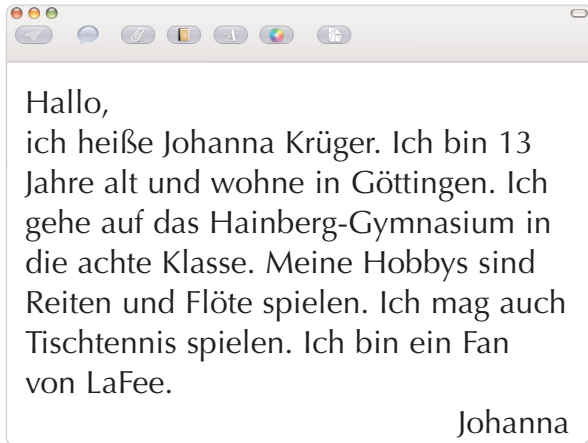 Hallo,
ich heiße Johanna Krüger. Ich bin 13
Jahre alt und wohne in Göttingen. Ich
gehe auf das Hainberg-Gymnasium in
die achte Klasse. Meine Hobbys sind
Reiten und Flöte spielen. Ich mag auch
Tischtennis spielen. Ich bin ein Fan
von LaFee.
Johanna